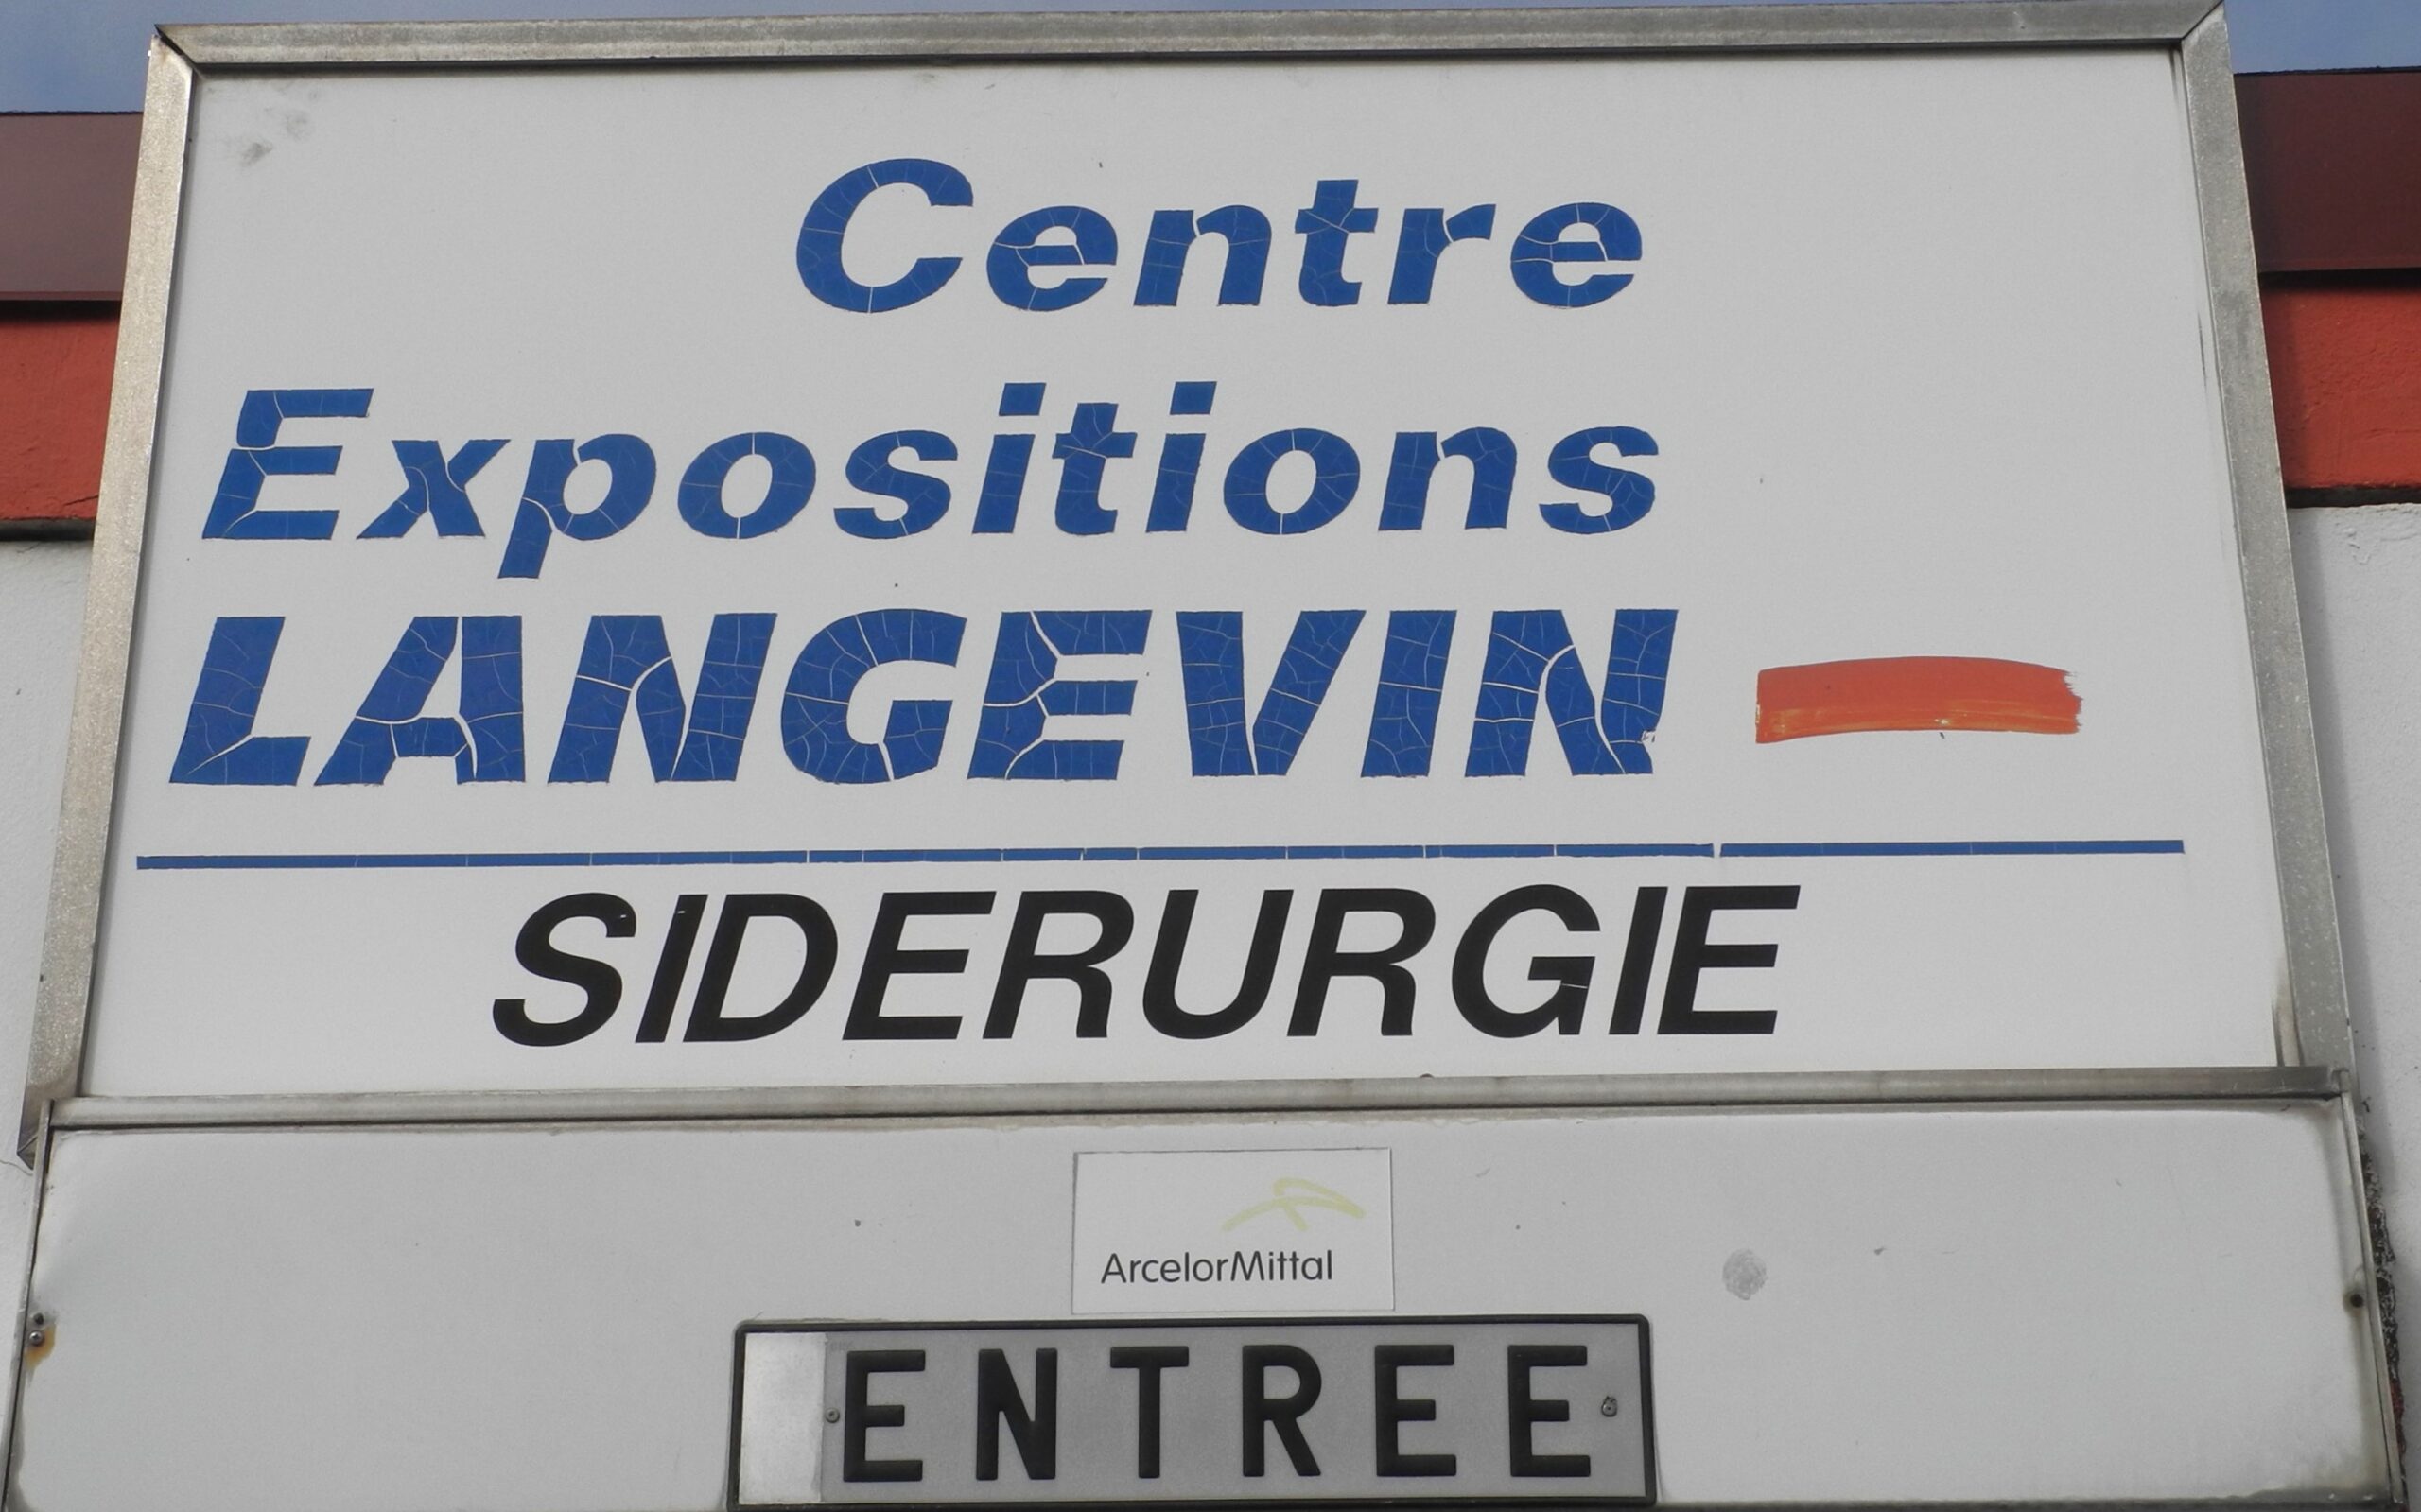 Centre
Expositions
LANGEVIN
SIDERURGIE
ArcelorMittal
ENTREE